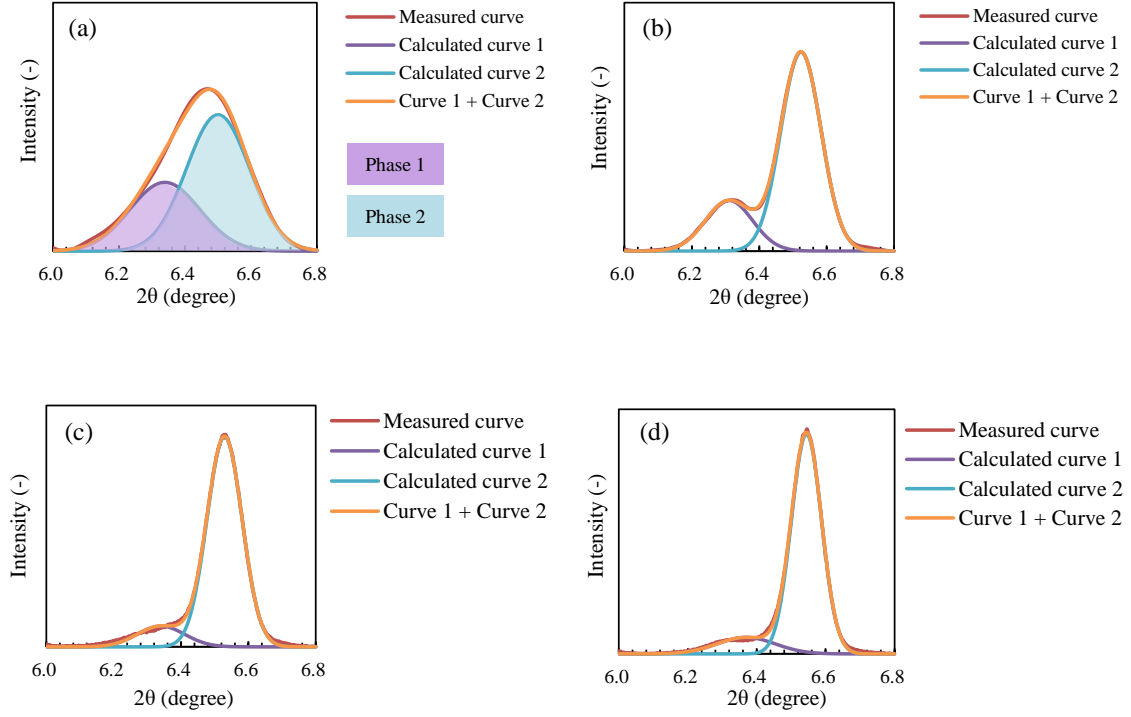 (a)
Measured curve
Calculated curve 1
Calculated curve 2
Curve 1 + Curve 2
Phase 1
Phase 2
Intensity (-)
6.0 6.2 6.4 6.6 6.8
2θ (degree)
(b)
Measured curve
Calculated curve 1
Calculated curve 2
Curve 1 + Curve 2
Intensity (-)
6.0 6.2 6.4 6.6 6.8
2θ (degree)
(c)
Measured curve
Calculated curve 1
Calculated curve 2
Curve 1 + Curve 2
Intensity (-)
6.0 6.2 6.4 6.6 6.8
2θ (degree)
(d)
Measured curve
Calculated curve 1
Calculated curve 2
Curve 1 + Curve 2
Intensity (-)
6.0 6.2 6.4 6.6 6.8
2θ (degree)